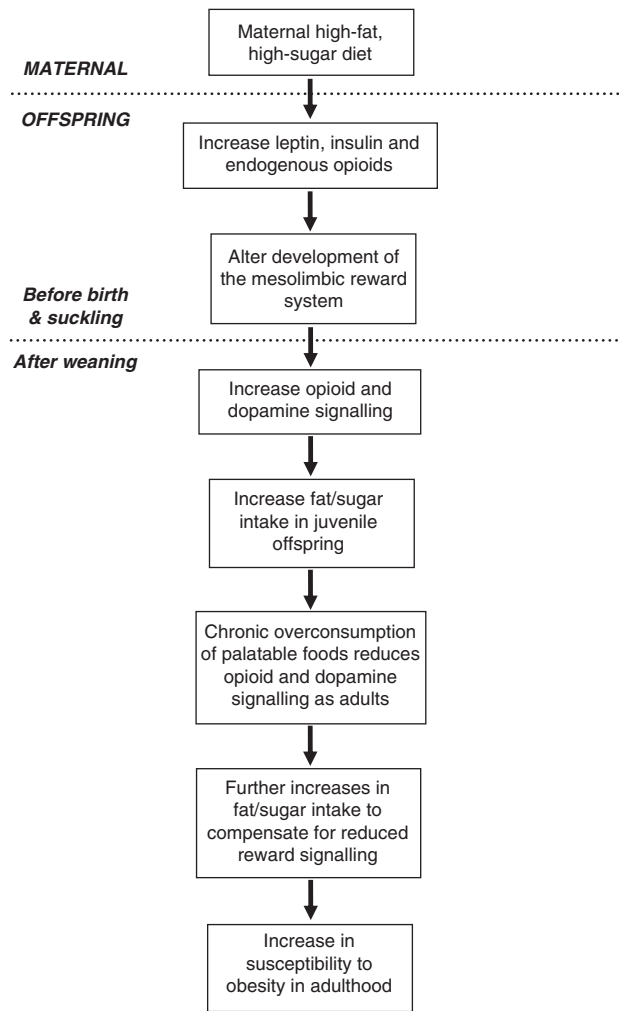 Maternal high-fat,
high-sugar diet
MATERNAL
OFFSPRING
Increase leptin, insulin and
endogenous opioids
Alter development of
the mesolimbic reward
system
Before birth
& suckling
After weaning
Increase opioid and
dopamine signalling
Increase fat/sugar
intake in juvenile
offspring
Chronic overconsumption
of palatable foods reduces
opioid and dopamine
signalling as adults
Further increases in
fat/sugar intake to
compensate for reduced
reward signalling
Increase in
susceptibility to
obesity in adulthood